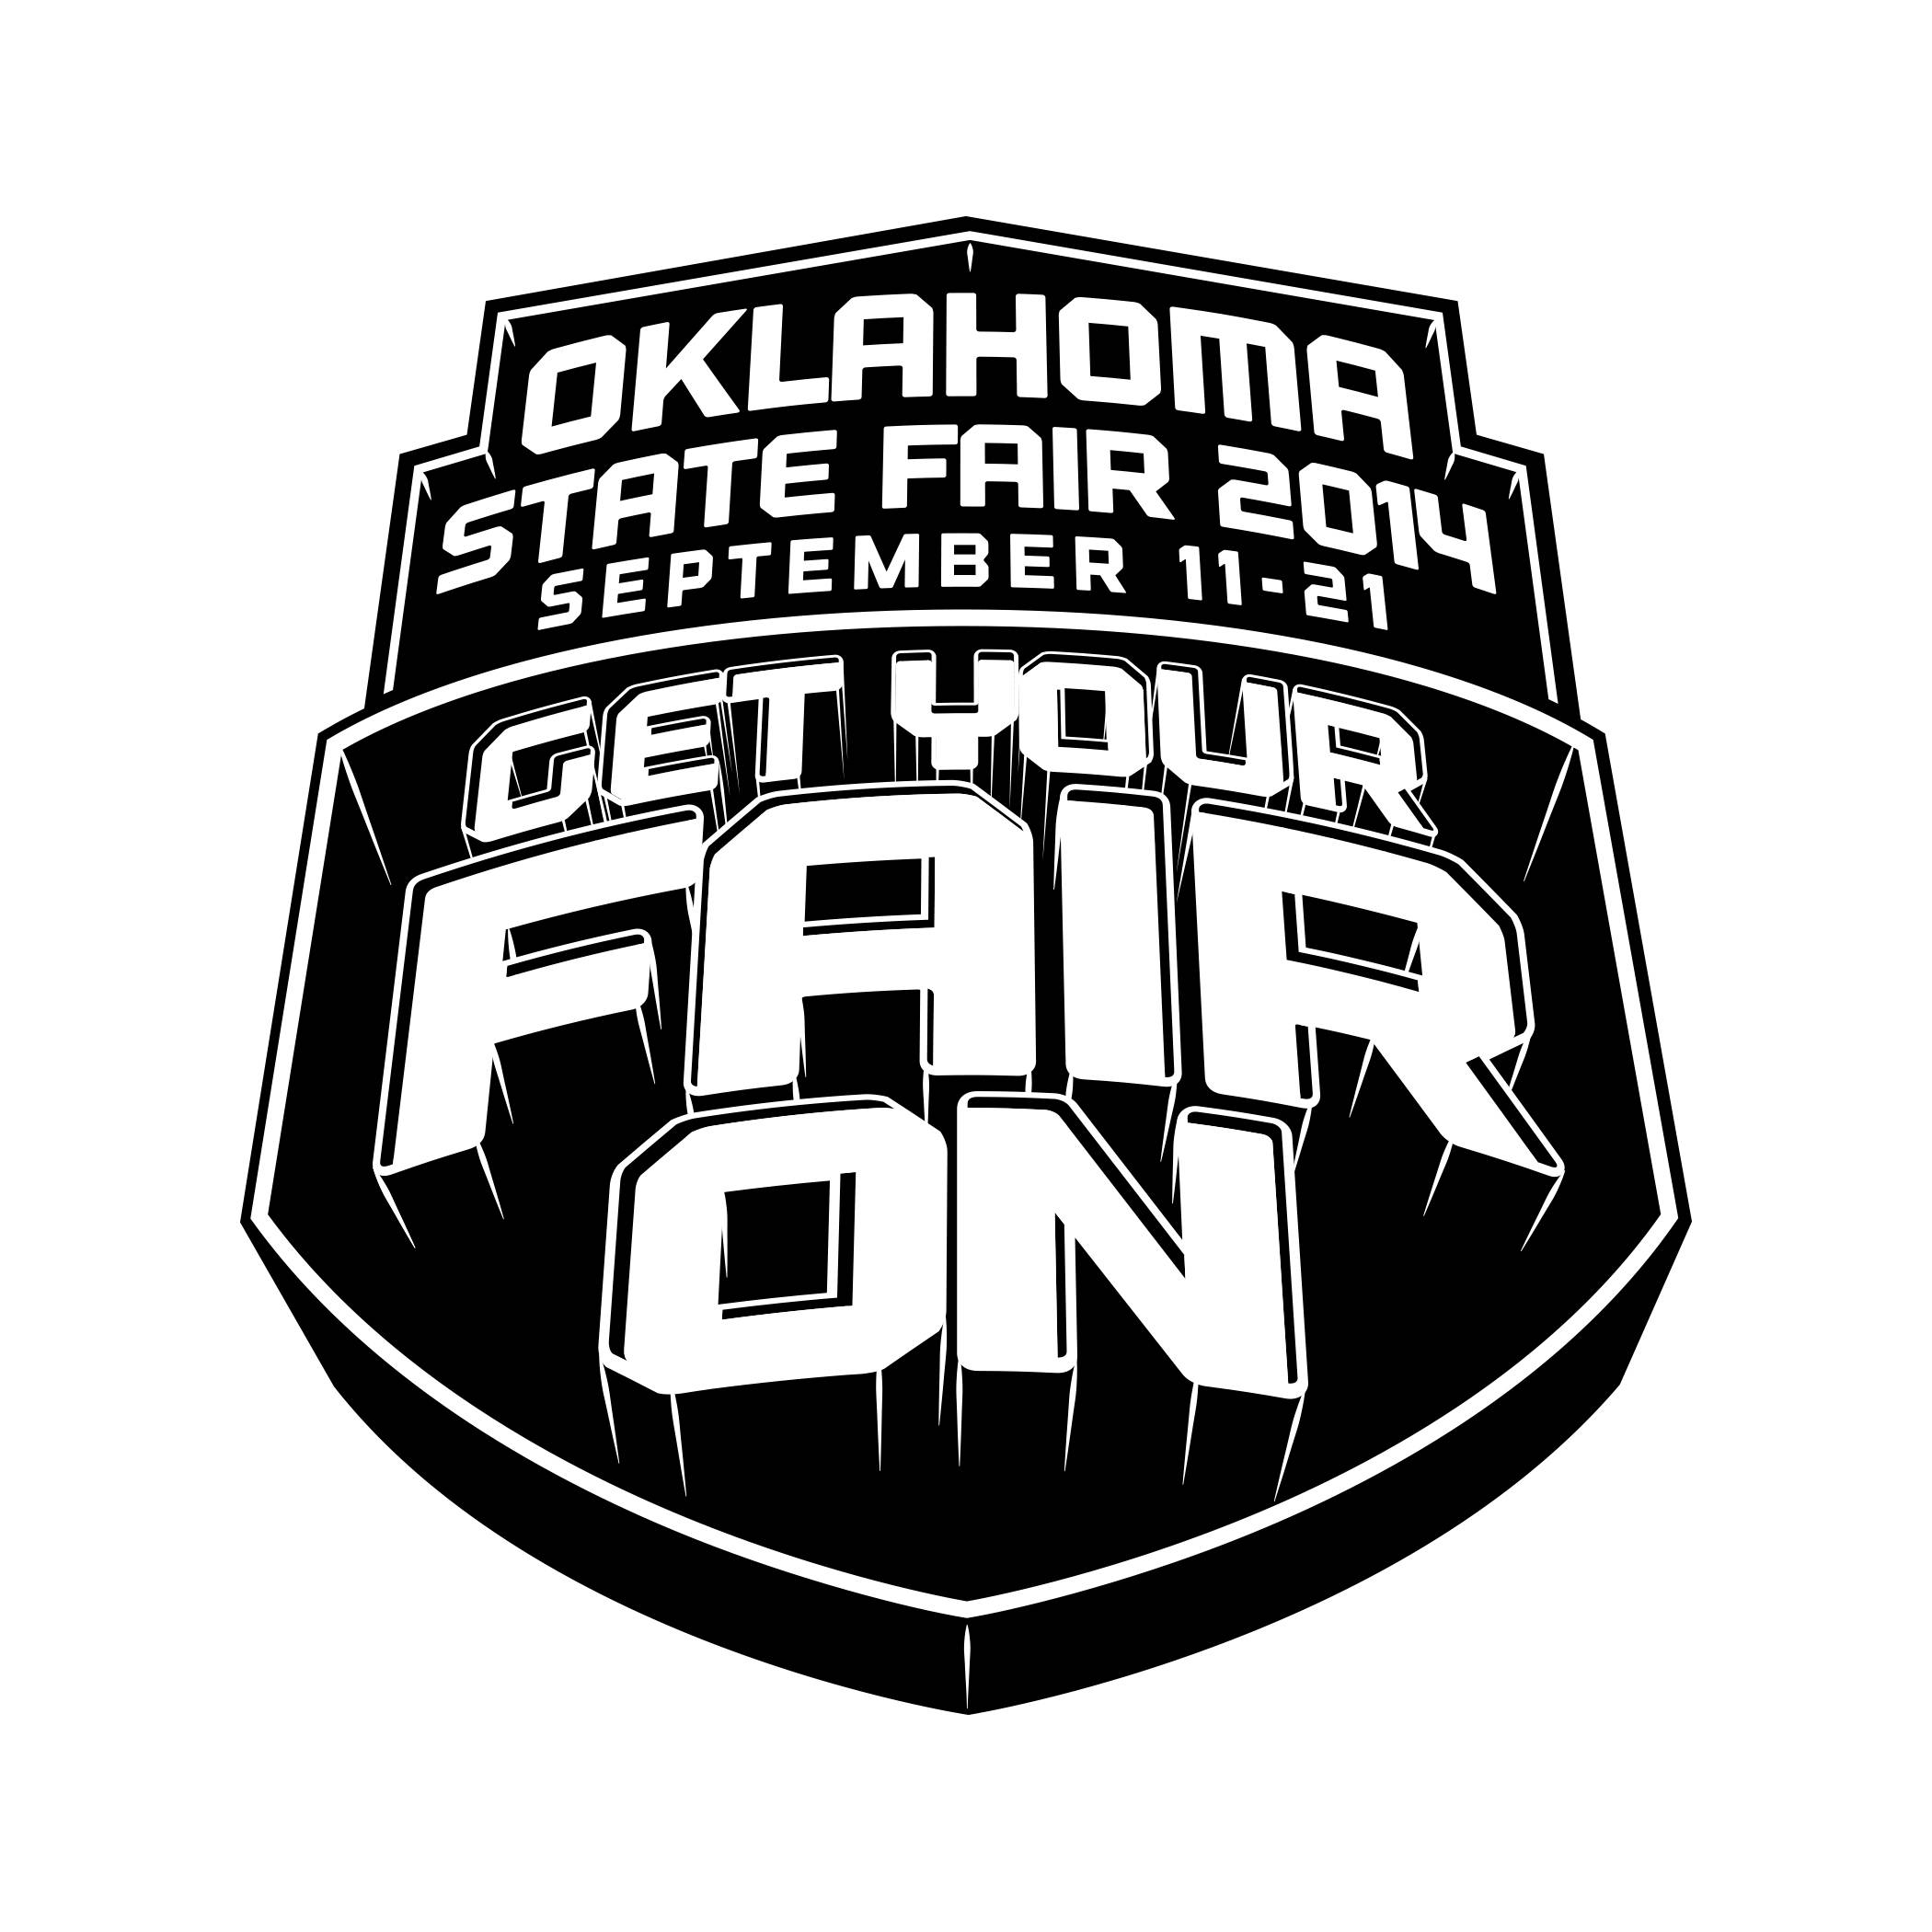 OKLAHOMA
STATE FAIR 2014
SEPTEMBER 11-21
GET YOUR
FAIR
ON